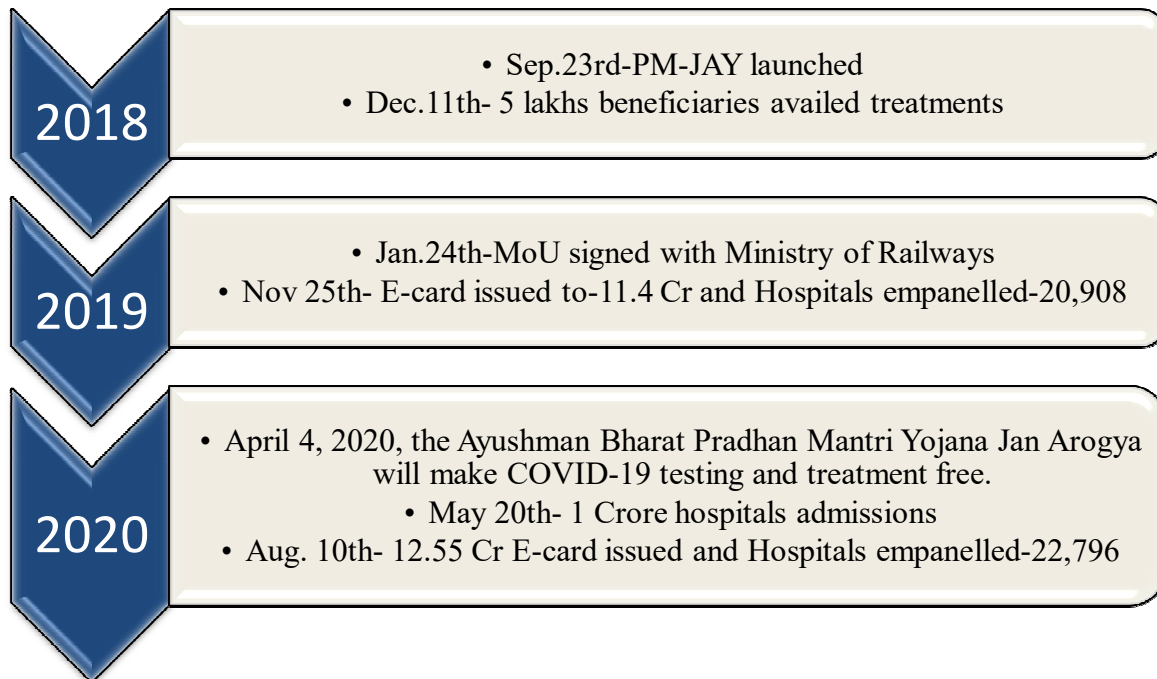 2018
• Sep.23rd-PM-JAY launched
• Dec.11th- 5 lakhs beneficiaries availed treatments
2019
• Jan.24th-MoU signed with Ministry of Railways
• Nov 25th- E-card issued to-11.4 Cr and Hospitals empanelled-20,908
2020
• April 4, 2020, the Ayushman Bharat Pradhan Mantri Yojana Jan Arogya
will make COVID-19 testing and treatment free.
• May 20th- 1 Crore hospitals admissions
• Aug. 10th- 12.55 Cr E-card issued and Hospitals empanelled-22,796